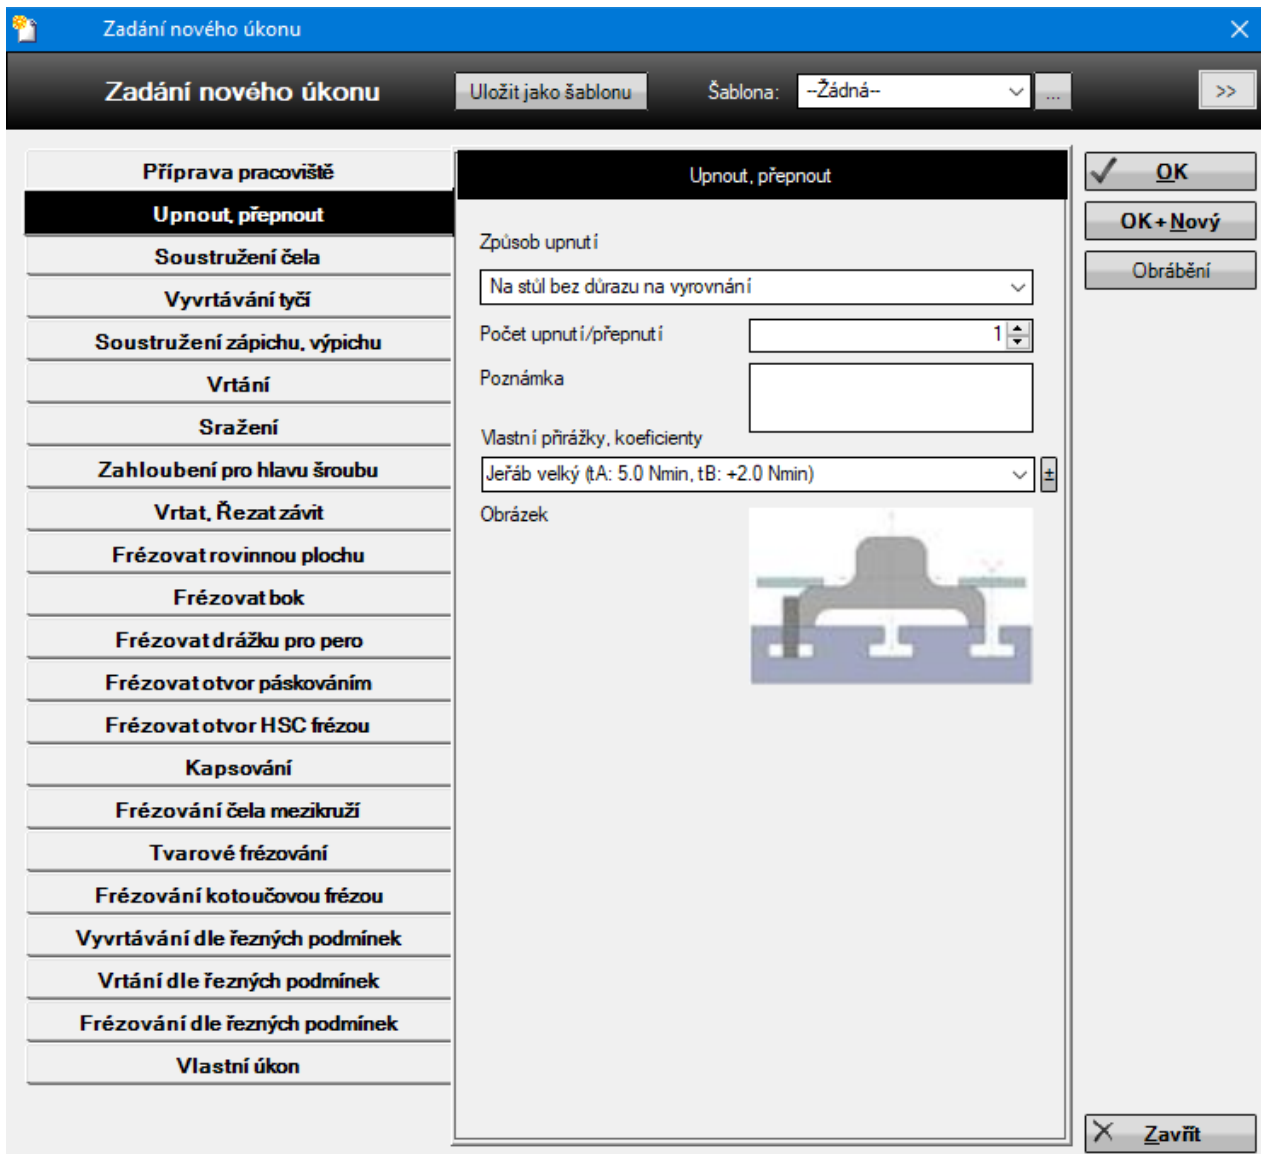 Zadání nového úkonu
Zadání nového úkonu
Uložit jako šablonu
Šablona:
--Žádná--
...
>>
Příprava pracoviště
Upnout, přepnout
Soustružení čela
Vyvrtávání tyčí
Soustružení zápichu, výpichu
Vrtání
Sražení
Zahloubení pro hlavu šroubu
Vrtat, Řezat závit
Frézovat rovinnou plochu
Frézovat bok
Frézovat drážku pro pero
Frézovat otvor páskováním
Frézovat otvor HSC frézou
Kapsování
Frézování čela mezikruží
Tvarové frézování
Frézování kotoučovou frézou
Vyvrtávání dle řezných podmínek
Vrtání dle řezných podmínek
Frézování dle řezných podmínek
Vlastní úkon
Upnout, přepnout
Způsob upnutí
Na stůl bez důrazu na vyrovnání
Počet upnutí/přepnutí
1
Poznámka
Vlastní přirážky, koeficienty
Jeřáb velký (tA: 5.0 Nmin, tB: +2.0 Nmin)
±
Obrázek
OK
OK+Nový
Obrábění
Zavřít